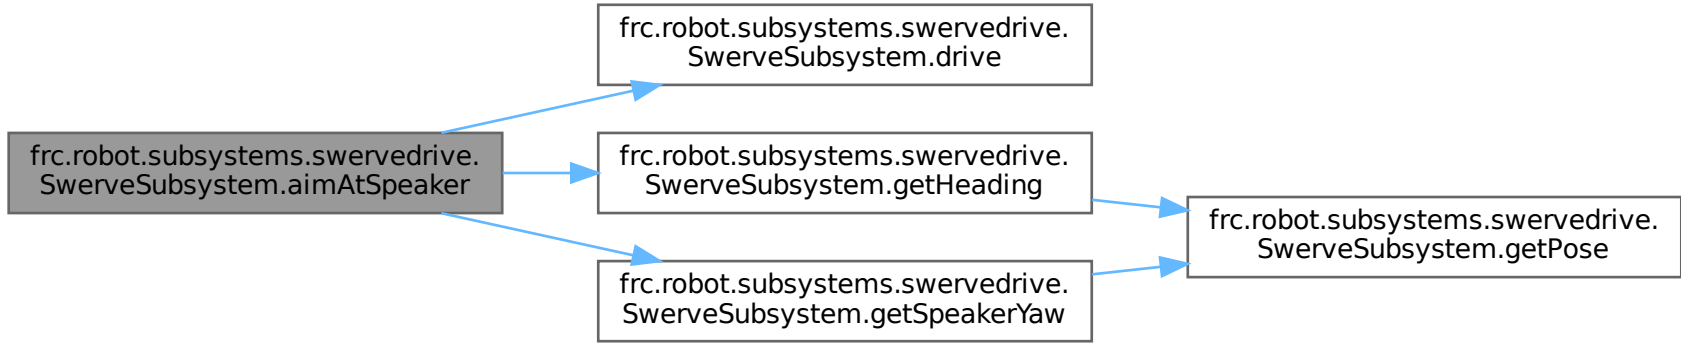 frc.robot.subsystems.swervedrive.
SwerveSubsystem.drive
frc.robot.subsystems.swervedrive.
SwerveSubsystem.aimAtSpeaker
frc.robot.subsystems.swervedrive.
SwerveSubsystem.getHeading
frc.robot.subsystems.swervedrive.
SwerveSubsystem.getPose
frc.robot.subsystems.swervedrive.
SwerveSubsystem.getSpeakerYaw